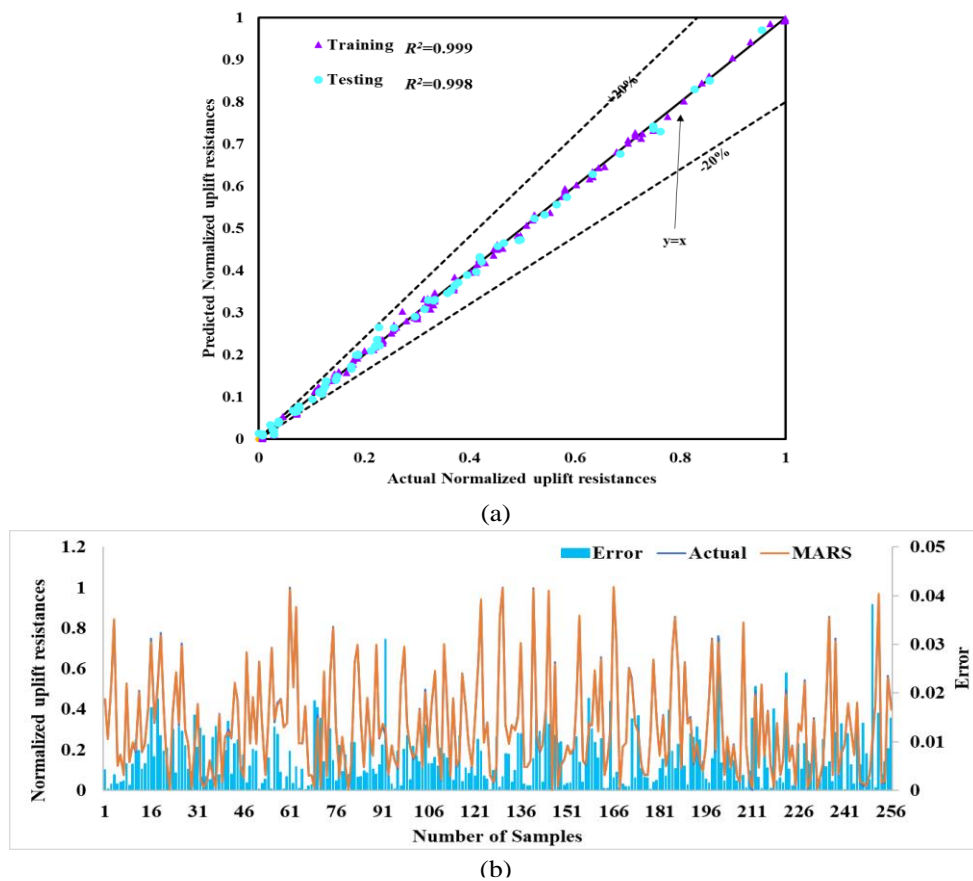 1
0.9
0.8
0.7
0.6
0.5
0.4
0.3
0.2
0.1
0
Predicted Normalized uplift resistances
Training R²=0.999
Testing R²=0.998
+20%
-20%
y=x
0 0.2 0.4 0.6 0.8 1
Actual Normalized uplift resistances
(a)
Error Actual MARS
1.2
1
0.8
0.6
0.4
0.2
0
Normalized uplift resistances
0.05
0.04
0.03
0.02
0.01
0
Error
1 16 31 46 61 76 91 106 121 136 151 166 181 196 211 226 241 256
Number of Samples
(b)